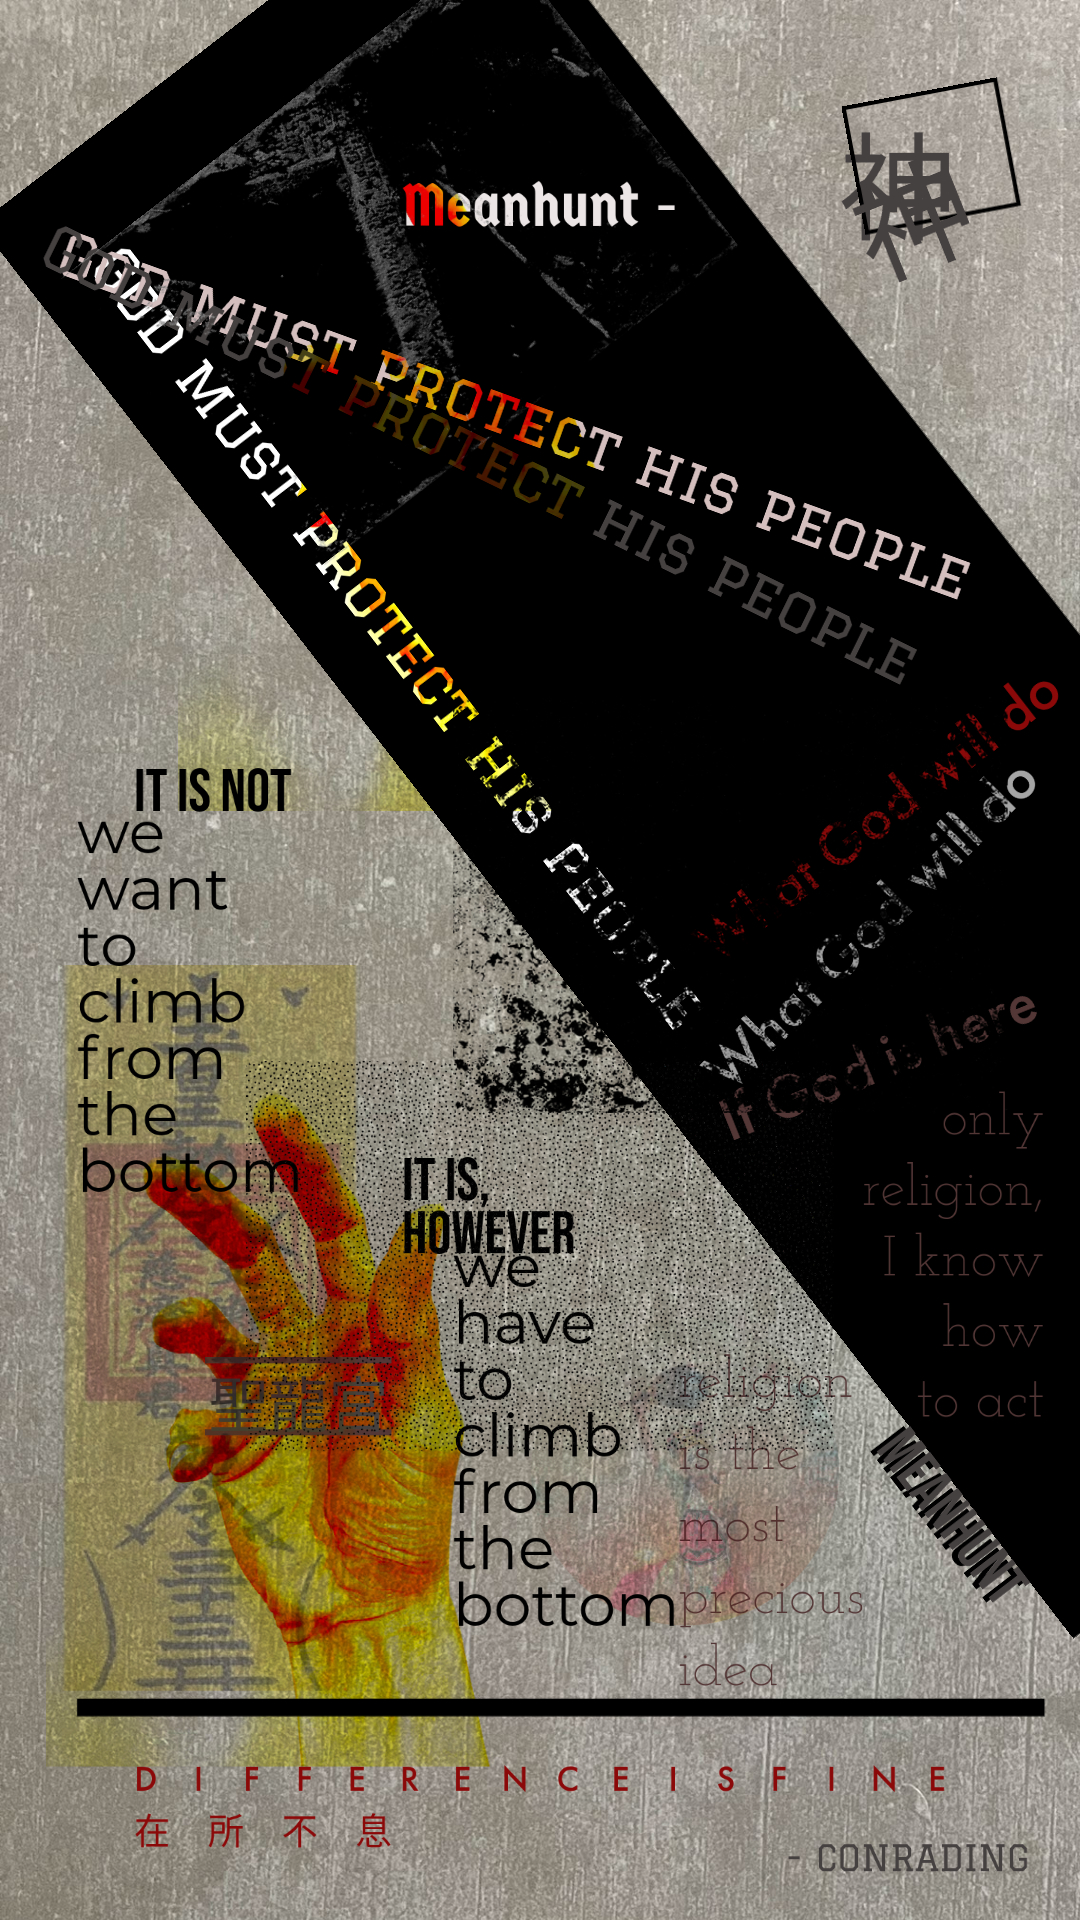 Meanhunt -
神
神
GOD MUST PROTECT HIS PEOPLE
GOD MUST PROTECT HIS PEOPLE
GOD MUST PROTECT HIS PEOPLE
What God will do
What God will do
If God is here
only
religion,
I know
how
to act
IT IS NOT
we
want
to
climb
from
the
bottom
IT IS,
HOWEVER
we
have
to
climb
from
the
bottom
聖龍宮
religion
is the
most
precious
idea
MEANHUNT
DIFFERENCEISFINE
在所不息
- CONRADING